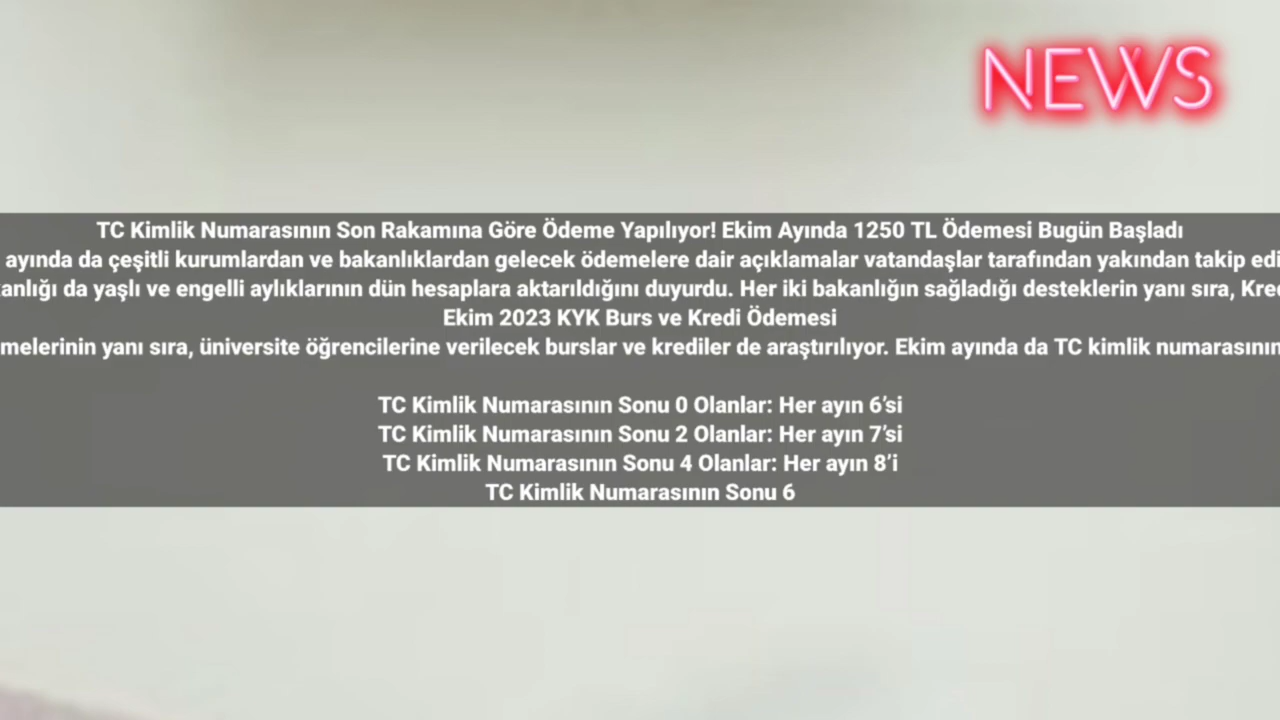 NEWS
TC Kimlik Numarasının Son Rakamına Göre Ödeme Yapılıyor! Ekim Ayında 1250 TL Ödemesi Bugün Başladı
ayında da çeşitli kurumlardan ve bakanlıklardan gelecek ödemelere dair açıklamalar vatandaşlar tarafından yakından takip edi
anlığı da yaşlı ve engelli aylıklarının dün hesaplara aktarıldığını duyurdu. Her iki bakanlığın sağladığı desteklerin yanı sıra, Kred
Ekim 2023 KYK Burs ve Kredi Ödemesi
melerinin yanı sıra, üniversite öğrencilerine verilecek burslar ve krediler de araştırılıyor. Ekim ayında da TC kimlik numarasının
TC Kimlik Numarasının Sonu 0 Olanlar: Her ayın 6’si
TC Kimlik Numarasının Sonu 2 Olanlar: Her ayın 7’si
TC Kimlik Numarasının Sonu 4 Olanlar: Her ayın 8’i
TC Kimlik Numarasının Sonu 6